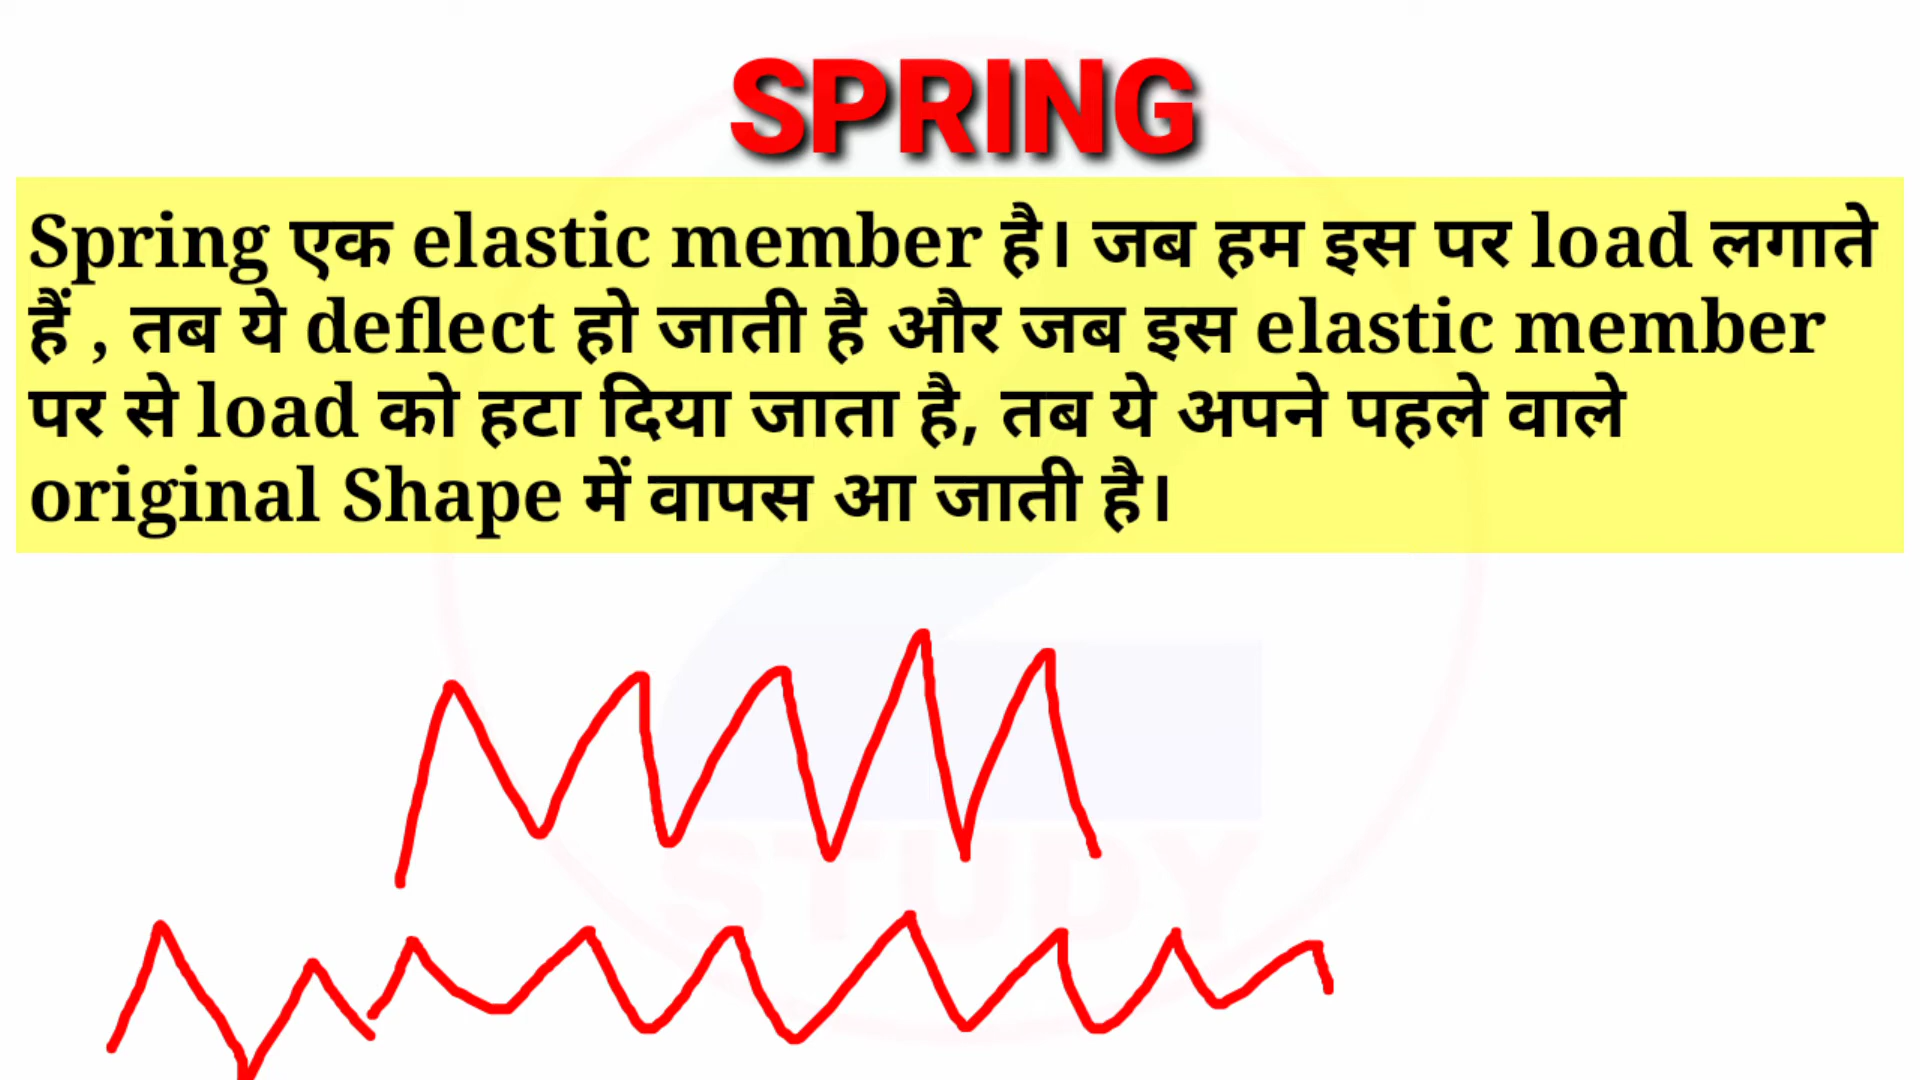 SPRING
Spring एक elastic member है। जब हम इस पर load लगाते
हैं , तब ये deflect हो जाती है और जब इस elastic member
पर से load को हटा दिया जाता है, तब ये अपने पहले वाले
original Shape में वापस आ जाती है।
STUDY